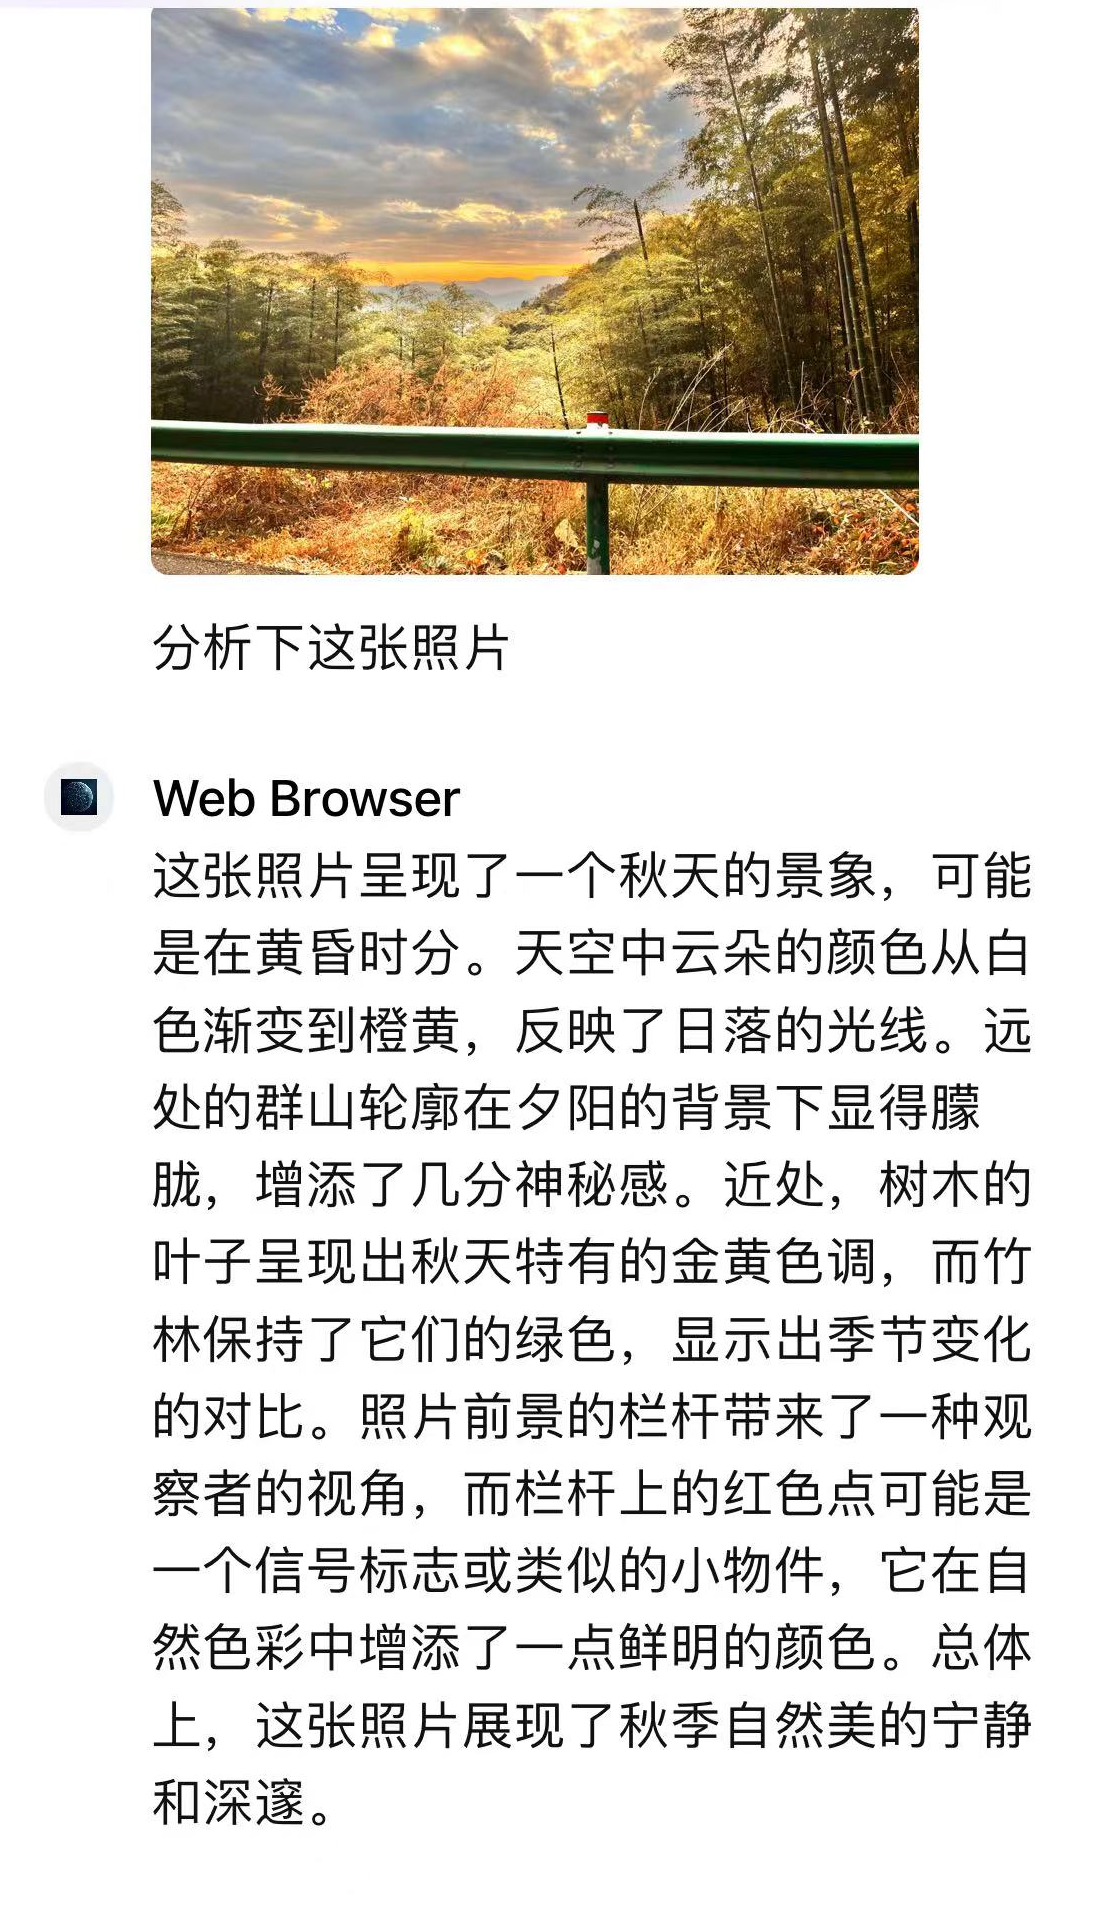 分析下这张照片
Web Browser
这张照片呈现了一个秋天的景象，可能
是在黄昏时分。天空中云朵的颜色从白
色渐变到橙黄，反映了日落的光线。远
处的群山轮廓在夕阳的背景下显得朦
胧，增添了几分神秘感。近处，树木的
叶子呈现出秋天特有的金黄色调，而竹
林保持了它们的绿色，显示出季节变化
的对比。照片前景的栏杆带来了一种观
察者的视角，而栏杆上的红色点可能是
一个信号标志或类似的小物件，它在自
然色彩中增添了一点鲜明的颜色。总体
上，这张照片展现了秋季自然美的宁静
和深邃。